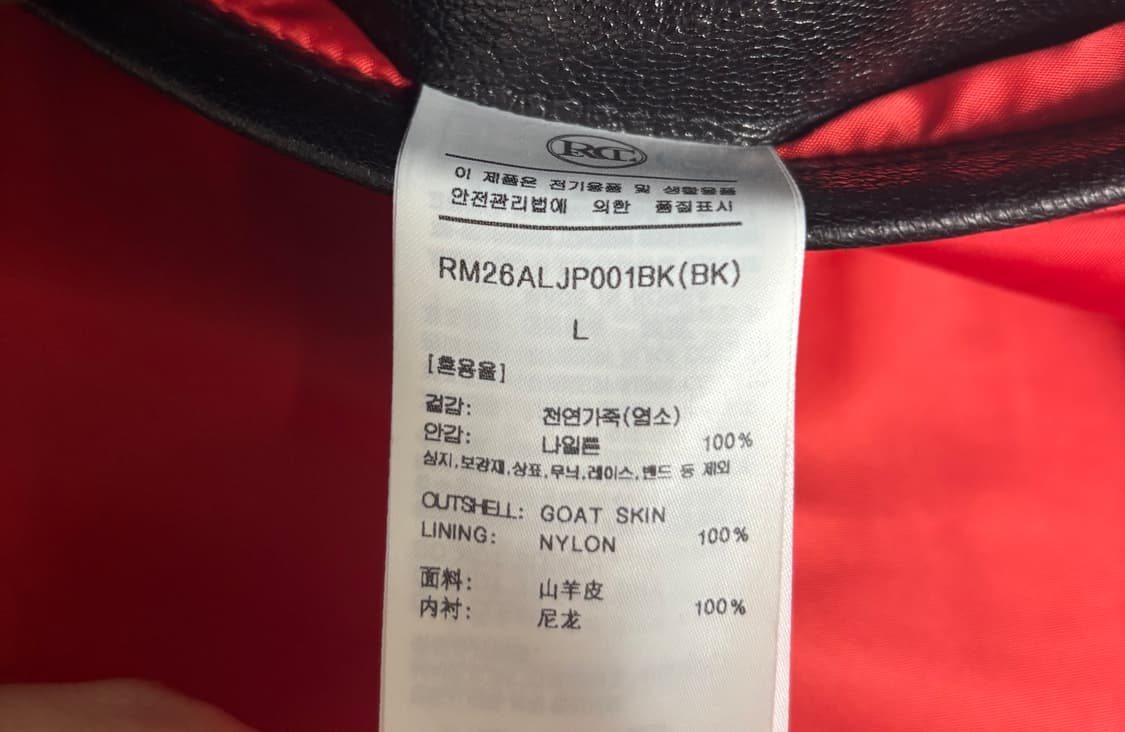 RCT
이 제품은 전기용품 및 생활용품
안전관리법에 의한 품질표시
RM26ALJP001BK(BK)
L
[혼용율]
겉감: 천연가죽(염소)
안감: 나일론 100%
심지,보강재,상표,무늬,레이스,밴드 등 제외
OUTSHELL: GOAT SKIN
LINING: NYLON 100%
面料: 山羊皮
内衬: 尼龙 100%